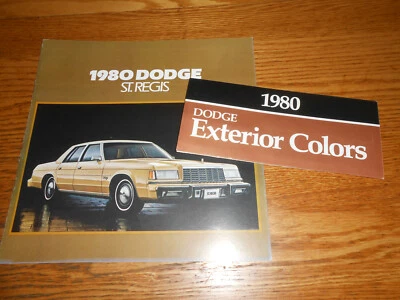 1980 DODGE
ST. REGIS
1980
DODGE
Exterior Colors